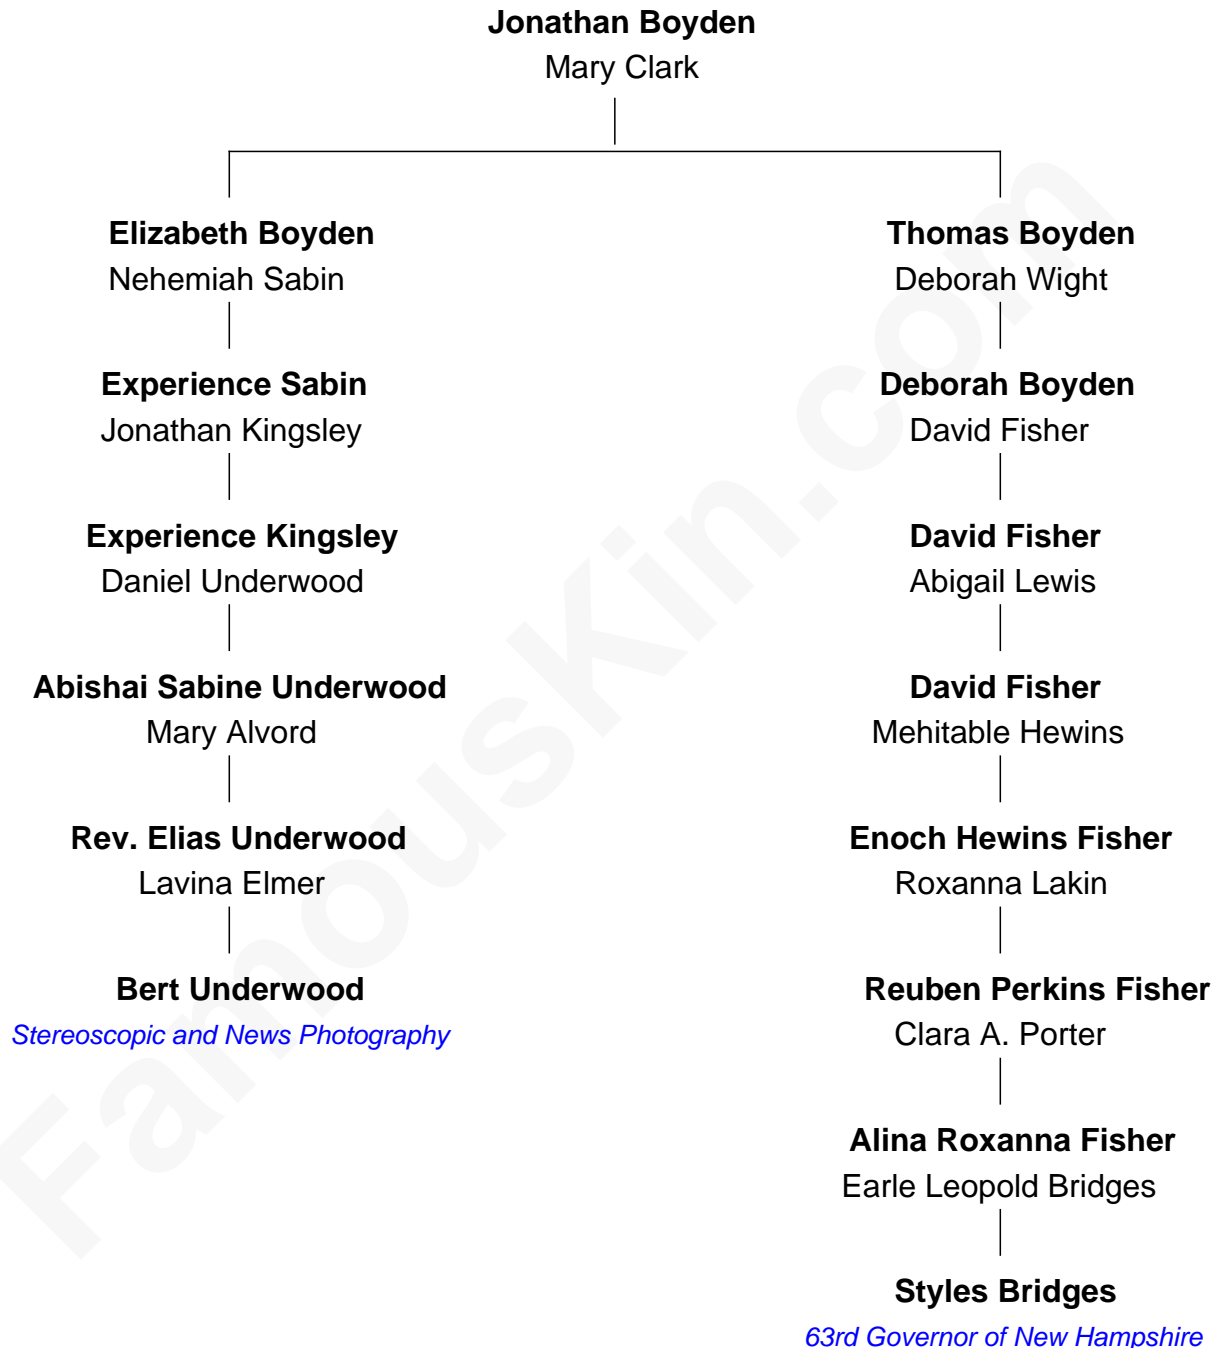 Jonathan Boyden
Mary Clark
Elizabeth Boyden
Nehemiah Sabin
Thomas Boyden
Deborah Wight
Experience Sabin
Jonathan Kingsley
Deborah Boyden
David Fisher
Experience Kingsley
Daniel Underwood
David Fisher
Abigail Lewis
Abishai Sabine Underwood
Mary Alvord
David Fisher
Mehitable Hewins
Rev. Elias Underwood
Lavina Elmer
Enoch Hewins Fisher
Roxanna Lakin
Bert Underwood
Stereoscopic and News Photography
Reuben Perkins Fisher
Clara A. Porter
Alina Roxanna Fisher
Earle Leopold Bridges
Styles Bridges
63rd Governor of New Hampshire
FamousKin.com